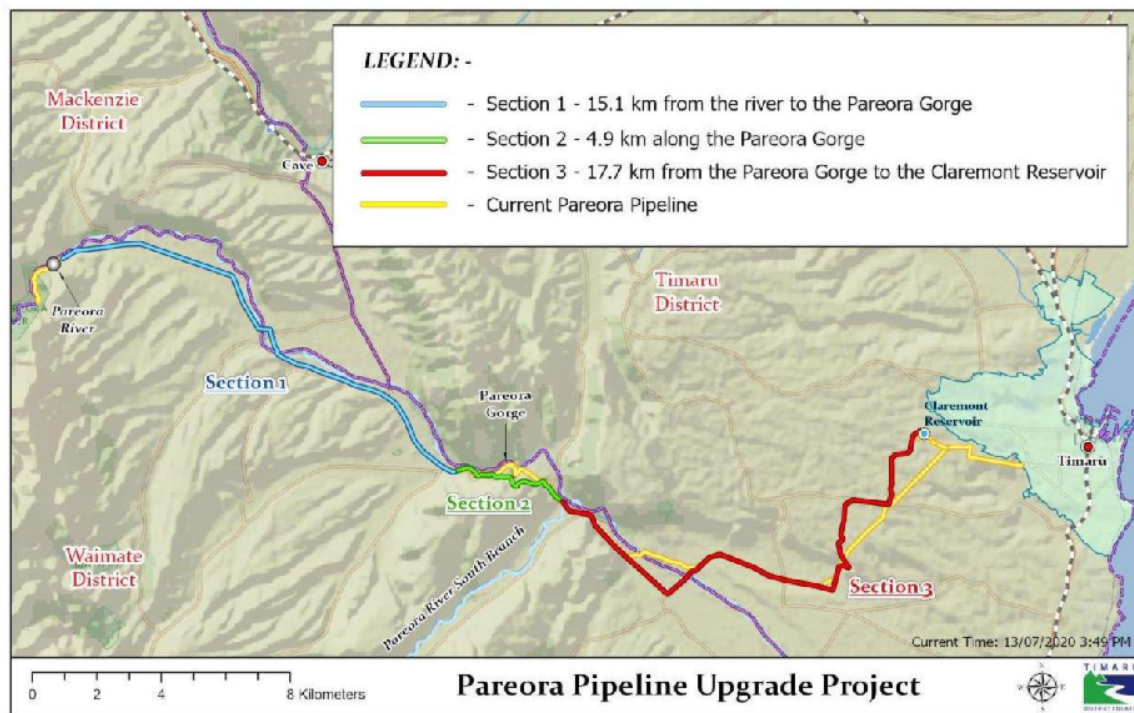 LEGEND: -
- Section 1 - 15.1 km from the river to the Pareora Gorge
- Section 2 - 4.9 km along the Pareora Gorge
- Section 3 - 17.7 km from the Pareora Gorge to the Claremont Reservoir
- Current Pareora Pipeline
Mackenzie
District
Cave
Pareora
River
Timaru
District
Section 1
Pareora
Gorge
Claremont
Reservoir
Timaru
Section 2
Waimate
District
Pareora River South Branch
Section 3
Current Time: 13/07/2020 3:49 PM
0 2 4 8 Kilometers
Pareora Pipeline Upgrade Project
N
W E
S
TIMARU
DISTRICT COUNCIL